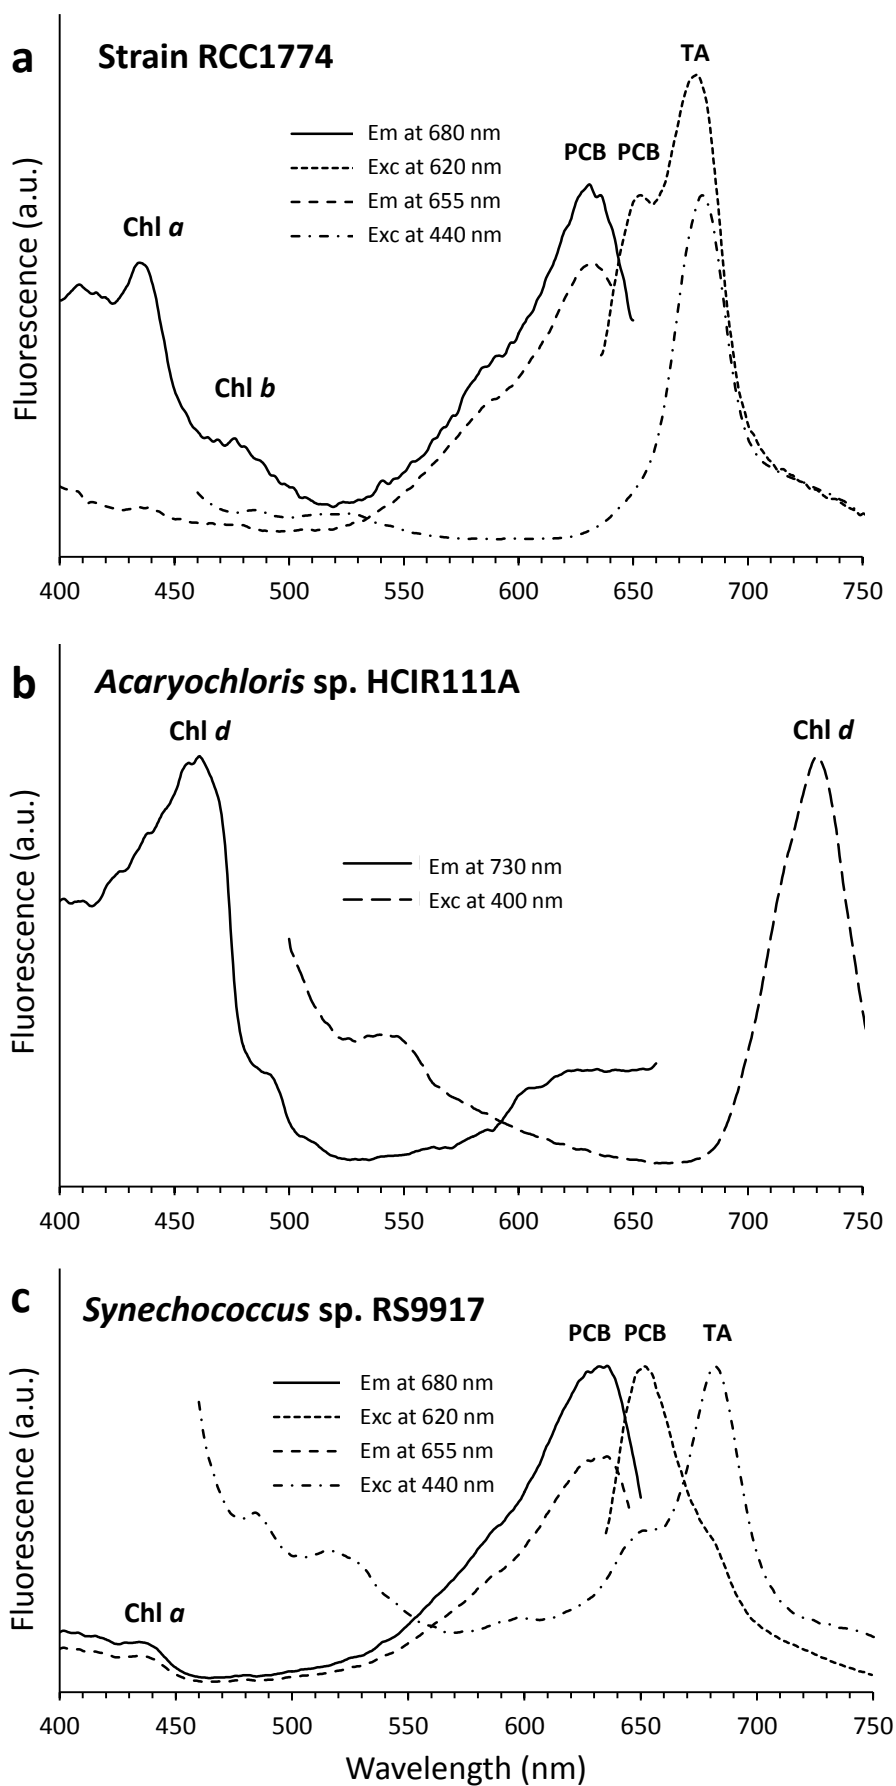 a
Strain RCC1774
TA
Em at 680 nm
Exc at 620 nm
Em at 655 nm
Exc at 440 nm
PCB PCB
Chl a
Chl b
Fluorescence (a.u.)
400 450 500 550 600 650 700 750
b
Acaryochloris sp. HCIR111A
Chl d
Chl d
Em at 730 nm
Exc at 400 nm
Fluorescence (a.u.)
400 450 500 550 600 650 700 750
c
Synechococcus sp. RS9917
PCB PCB TA
Em at 680 nm
Exc at 620 nm
Em at 655 nm
Exc at 440 nm
Chl a
Fluorescence (a.u.)
400 450 500 550 600 650 700 750
Wavelength (nm)